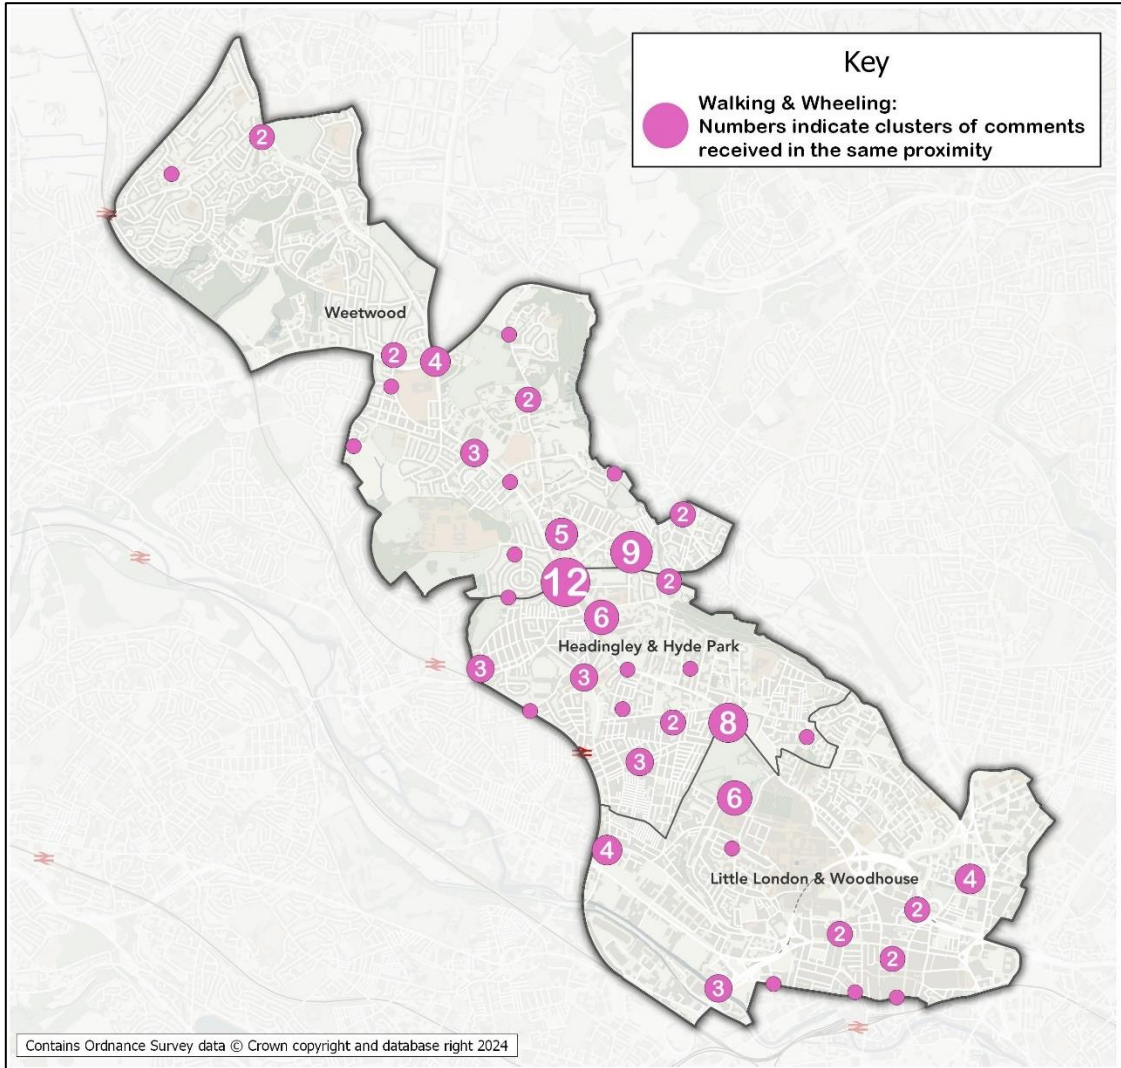 Key
Walking & Wheeling:
Numbers indicate clusters of comments
received in the same proximity
2
Weetwood
2
4
2
3
2
5
9
12
2
6
Headingley & Hyde Park
3
3
2
8
3
6
4
Little London & Woodhouse
4
2
2
2
3
Contains Ordnance Survey data © Crown copyright and database right 2024